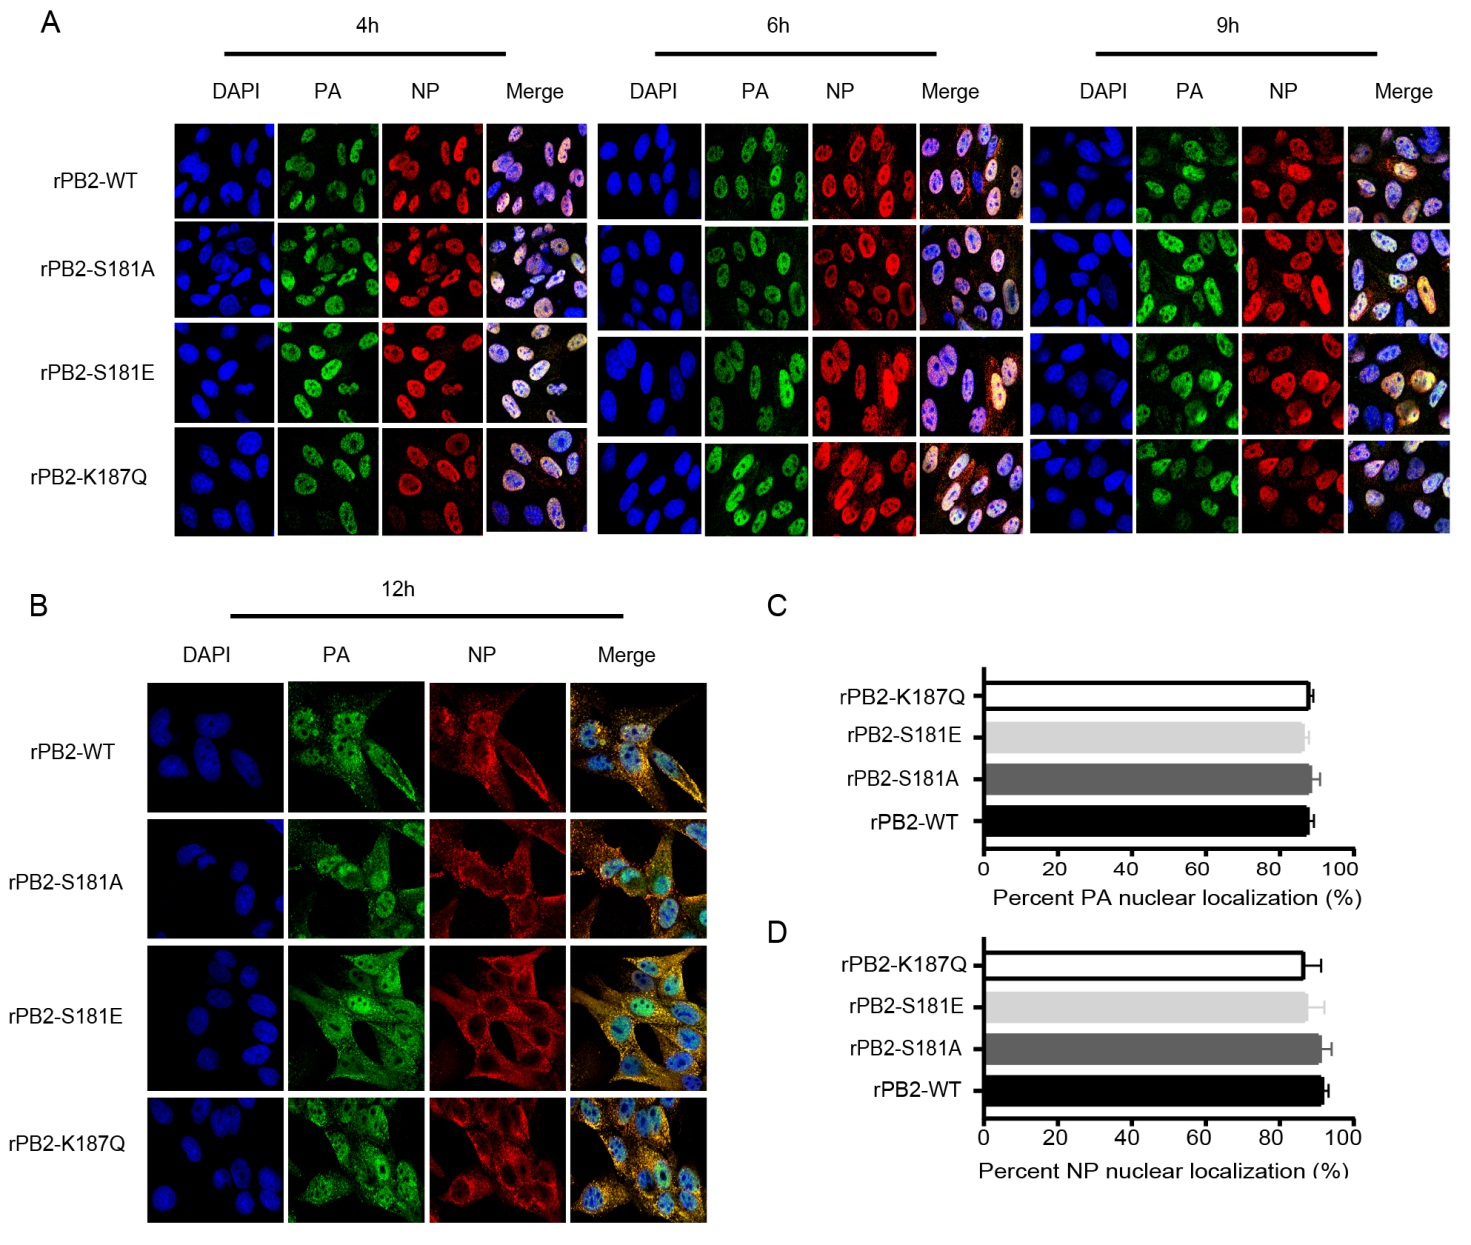 A
4h
6h
9h
DAPI PA NP Merge DAPI PA NP Merge DAPI PA NP Merge
rPB2-WT
rPB2-S181A
rPB2-S181E
rPB2-K187Q
B
12h
DAPI PA NP Merge
rPB2-WT
rPB2-S181A
rPB2-S181E
rPB2-K187Q
C
rPB2-K187Q
rPB2-S181E
rPB2-S181A
rPB2-WT
0 20 40 60 80 100
Percent PA nuclear localization (%)
D
rPB2-K187Q
rPB2-S181E
rPB2-S181A
rPB2-WT
0 20 40 60 80 100
Percent NP nuclear localization (%)